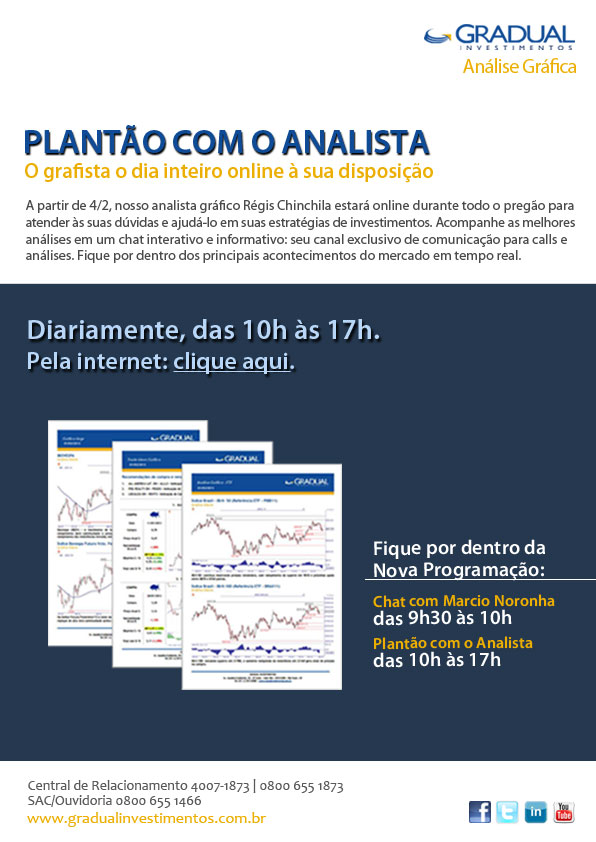 GRADUAL
INVESTIMENTOS
Análise Gráfica
PLANTÃO COM O ANALISTA
O grafista o dia inteiro online à sua disposição
A partir de 4/2, nosso analista gráfico Régis Chinchila estará online durante todo o pregão para
atender às suas dúvidas e ajudá-lo em suas estratégias de investimentos. Acompanhe as melhores
análises em um chat interativo e informativo: seu canal exclusivo de comunicação para calls e
análises. Fique por dentro dos principais acontecimentos do mercado em tempo real.
Diariamente, das 10h às 17h.
Pela internet: clique aqui.
GRADUAL
GRADUAL
GRADUAL
Fique por dentro da
Nova Programação:
Chat com Marcio Noronha
das 9h30 às 10h
Plantão com o Analista
das 10h às 17h
Central de Relacionamento 4007-1873 | 0800 655 1873
SAC/Ouvidoria 0800 655 1466
www.gradualinvestimentos.com.br
You
Tube